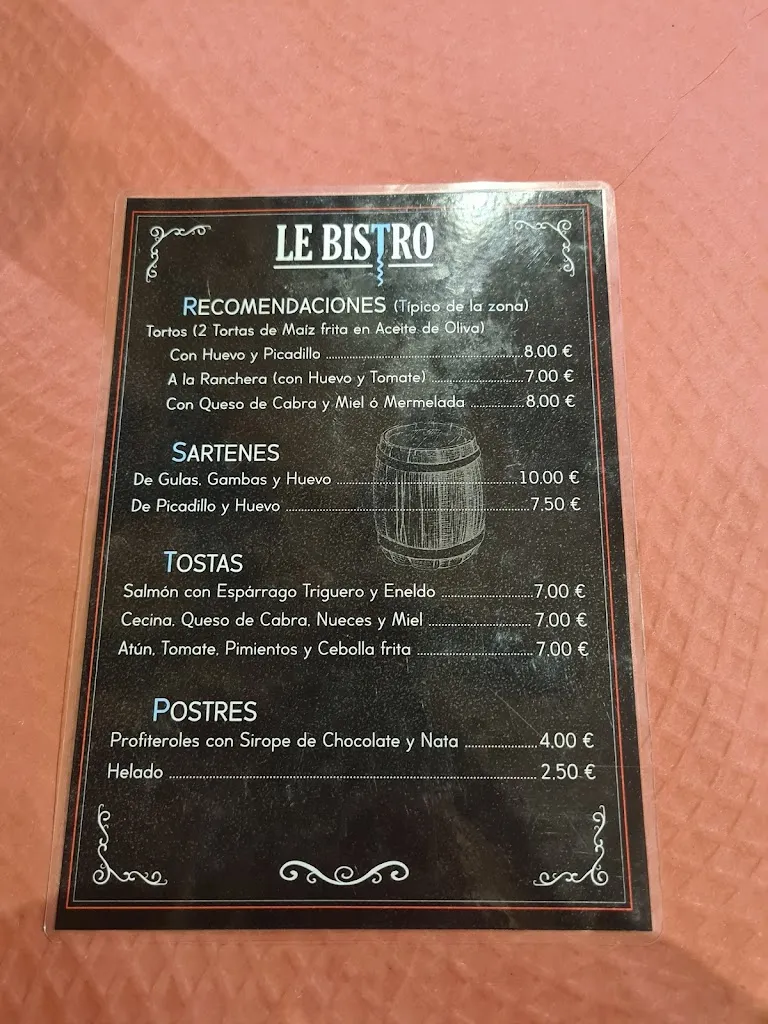 LE BISTRO
RECOMENDACIONES (Típico de la zona)
Tortos (2 Tortas de Maíz frita en Aceite de Oliva)
Con Huevo y Picadillo 8.00 €
A la Ranchera (con Huevo y Tomate) 7.00 €
Con Queso de Cabra y Miel ó Mermelada 8.00 €
SARTENES
De Gulas, Gambas y Huevo 10.00 €
De Picadillo y Huevo 7.50 €
TOSTAS
Salmón con Espárrago Triguero y Eneldo 7,00 €
Cecina, Queso de Cabra, Nueces y Miel 7,00 €
Atún, Tomate, Pimientos y Cebolla frita 7,00 €
POSTRES
Profiteroles con Sirope de Chocolate y Nata 4,00 €
Helado 2,50 €